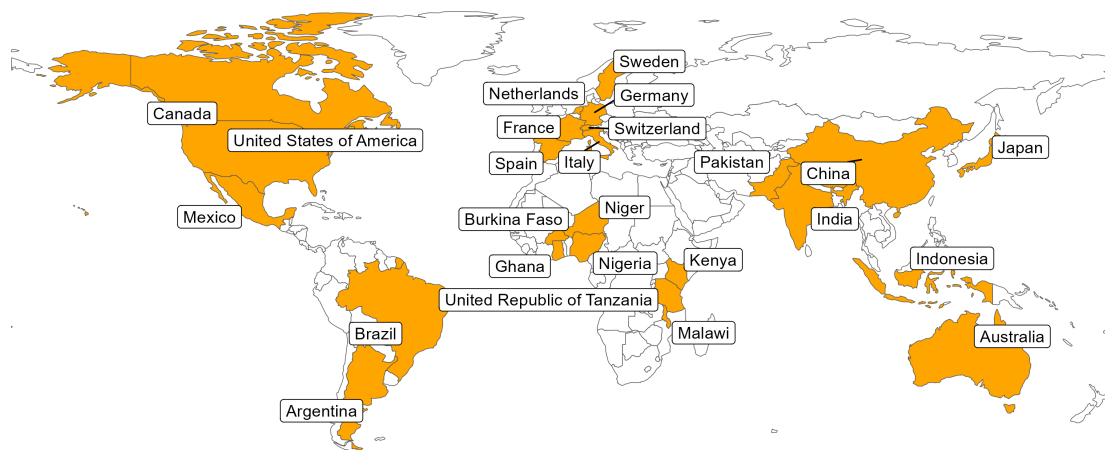 Sweden
Netherlands
Germany
Canada
France
Switzerland
United States of America
Japan
Spain
Italy
Pakistan
China
Mexico
Burkina Faso
Niger
India
Ghana
Nigeria
Kenya
Indonesia
United Republic of Tanzania
Brazil
Malawi
Australia
Argentina